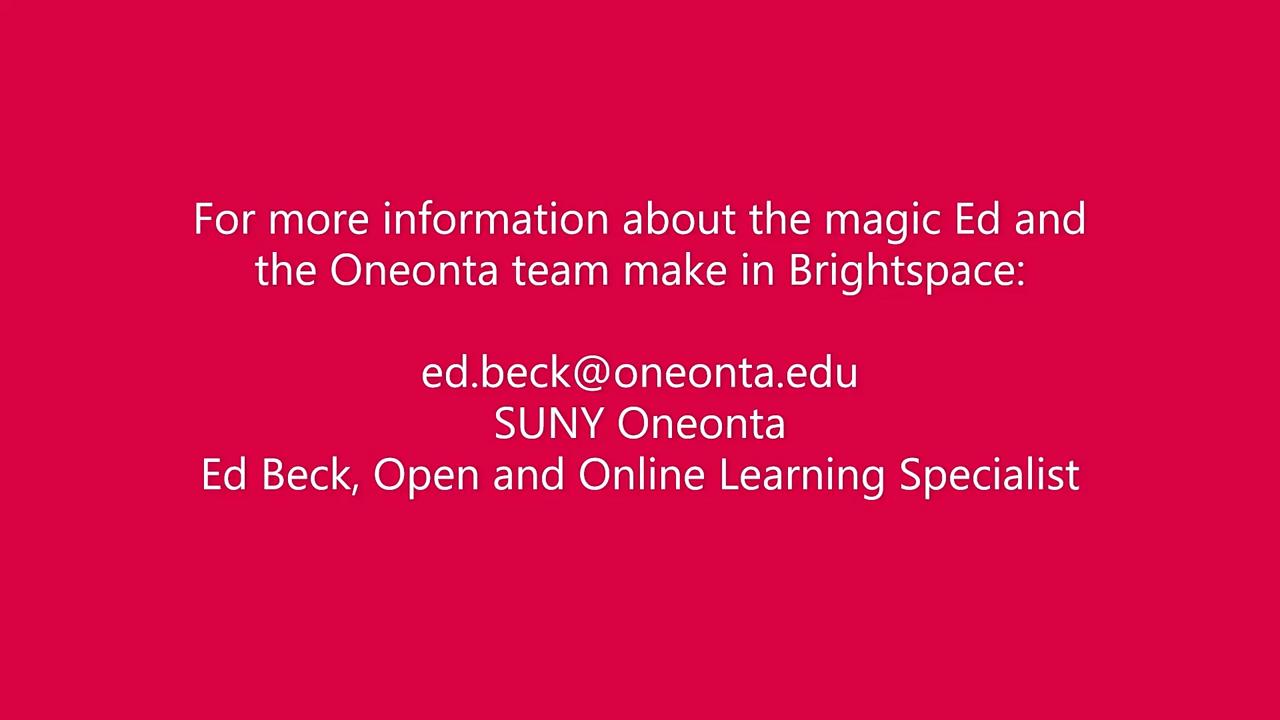 For more information about the magic Ed and
the Oneonta team make in Brightspace:
ed.beck@oneonta.edu
SUNY Oneonta
Ed Beck, Open and Online Learning Specialist